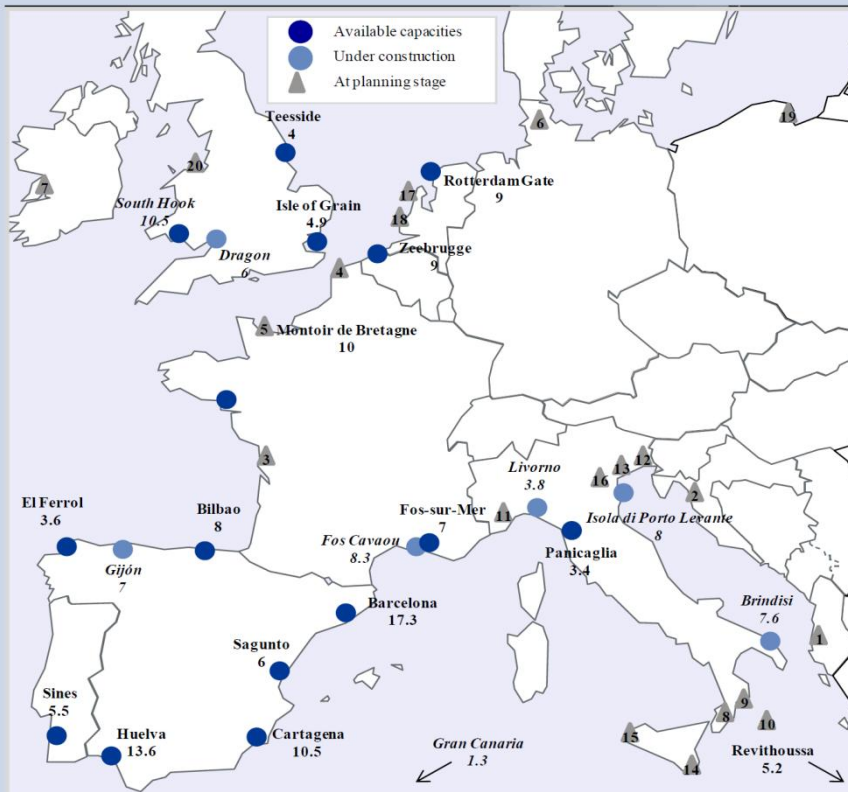 Available capacities
Under construction
At planning stage
Teesside
4
6
19
20
7
17
Rotterdam Gate
9
South Hook
10.5
Isle of Grain
4.9
18
Dragon
6
Zeebrugge
9
4
5
Montoir de Bretagne
10
3
Livorno
3.8
12
13
16
2
El Ferrol
3.6
Bilbao
8
Fos-sur-Mer
7
11
Isola di Porto Levante
8
Fos Cavaou
8.3
Gijón
7
Panicaglia
3.4
Barcelona
17.3
Brindisi
7.6
1
Sagunto
6
Sines
5.5
9
8
10
15
Huelva
13.6
Cartagena
10.5
Gran Canaria
1.3
14
Revithoussa
5.2